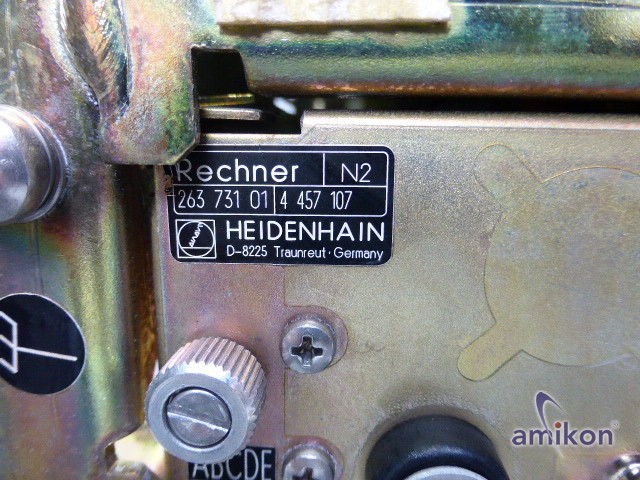 Rechner N2
263 731 01 4 457 107
HEIDENHAIN
D-8225 Traunreut·Germany
ABCDE
amikon